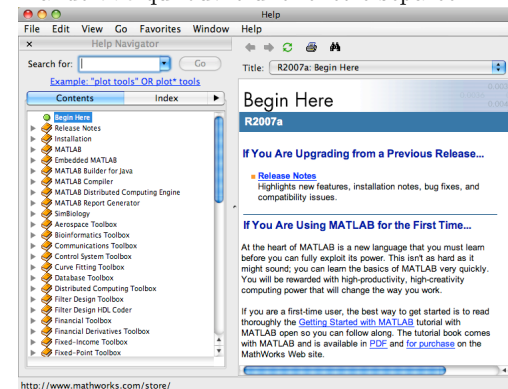 Help
File Edit View Go Favorites Window Help
Help Navigator
Search for: Go
Example: "plot tools" OR plot* tools
Contents Index
Begin Here
Release Notes
Installation
MATLAB
Embedded MATLAB
MATLAB Builder for Java
MATLAB Compiler
MATLAB Distributed Computing Engine
MATLAB Report Generator
SimBiology
Aerospace Toolbox
Bioinformatics Toolbox
Communications Toolbox
Control System Toolbox
Curve Fitting Toolbox
Database Toolbox
Distributed Computing Toolbox
Filter Design Toolbox
Filter Design HDL Coder
Financial Toolbox
Financial Derivatives Toolbox
Fixed-Income Toolbox
Fixed-Point Toolbox
Title: R2007a: Begin Here
Begin Here
R2007a
If You Are Upgrading from a Previous Release...
Release Notes
Highlights new features, installation notes, bug fixes, and
compatibility issues.
If You Are Using MATLAB for the First Time...
At the heart of MATLAB is a new language that you must learn
before you can fully exploit its power. This isn't as hard as it
might sound; you can learn the basics of MATLAB very quickly.
You will be rewarded with high-productivity, high-creativity
computing power that will change the way you work.
If you are a first-time user, the best way to get started is to read
thoroughly the Getting Started with MATLAB tutorial with
MATLAB open so you can follow along. The tutorial book comes
with MATLAB and is available in PDF and for purchase on the
MathWorks Web site.
http://www.mathworks.com/store/